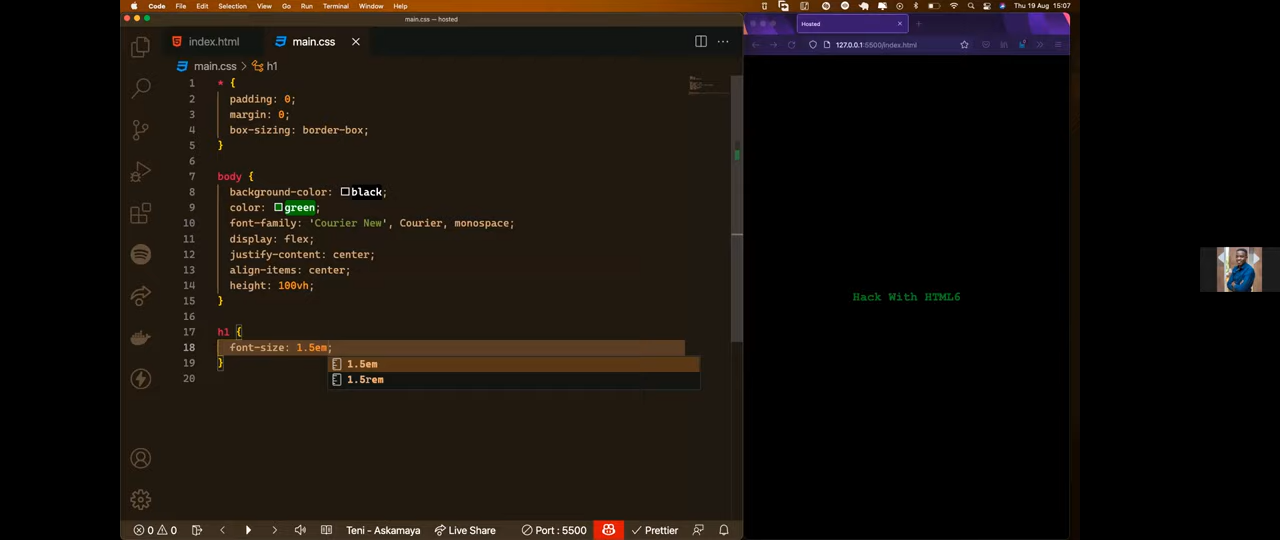 Code File Edit Selection View Go Run Terminal Window Help
Thu 19 Aug 15:07
main.css — hosted
index.html
main.css
main.css > h1
1 * {
2 padding: 0;
3 margin: 0;
4 box-sizing: border-box;
5 }
6
7 body {
8 background-color: black;
9 color: green;
10 font-family: 'Courier New', Courier, monospace;
11 display: flex;
12 justify-content: center;
13 align-items: center;
14 height: 100vh;
15 }
16
17 h1 {
18 font-size: 1.5em;
19 }
20
1.5em
1.5rem
0 0
Teni - Askamaya
Live Share
Port : 5500
Prettier
Hosted
127.0.0.1:5500/index.html
Hack With HTML6